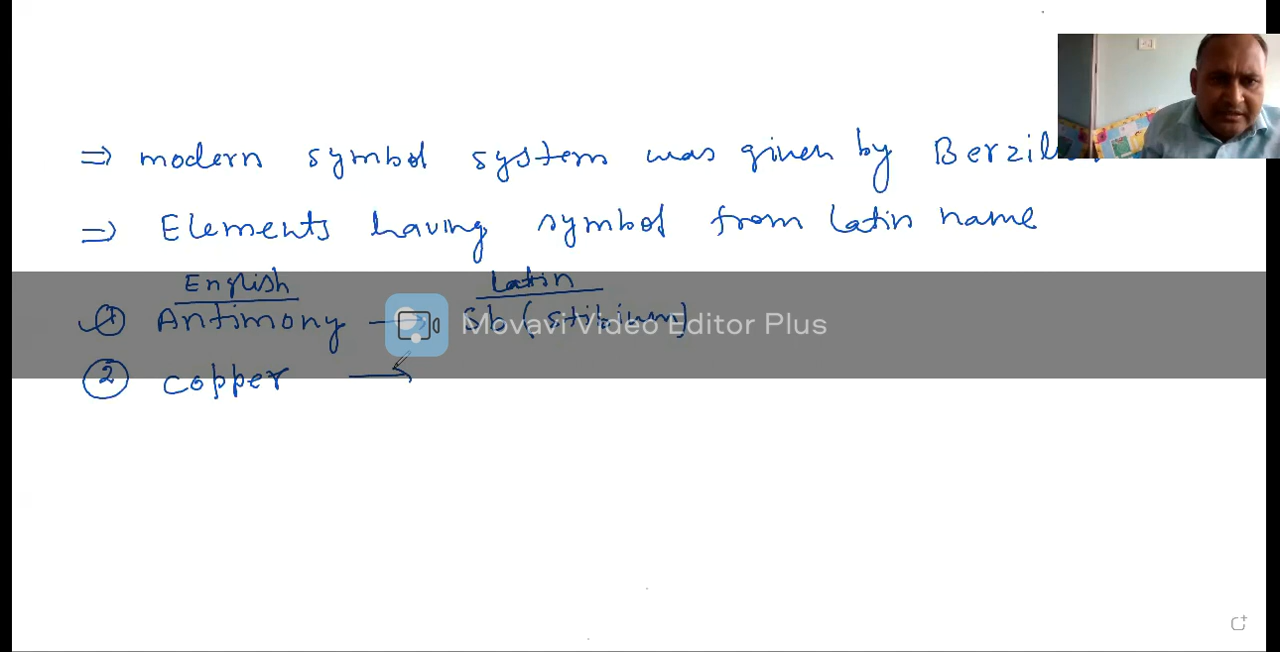 ⇒ modern symbol system was given by
⇒ Elements having symbol from Latin name
English Latin
① Antimony → Sb (stibium)
Movavi Video Editor Plus
② copper →